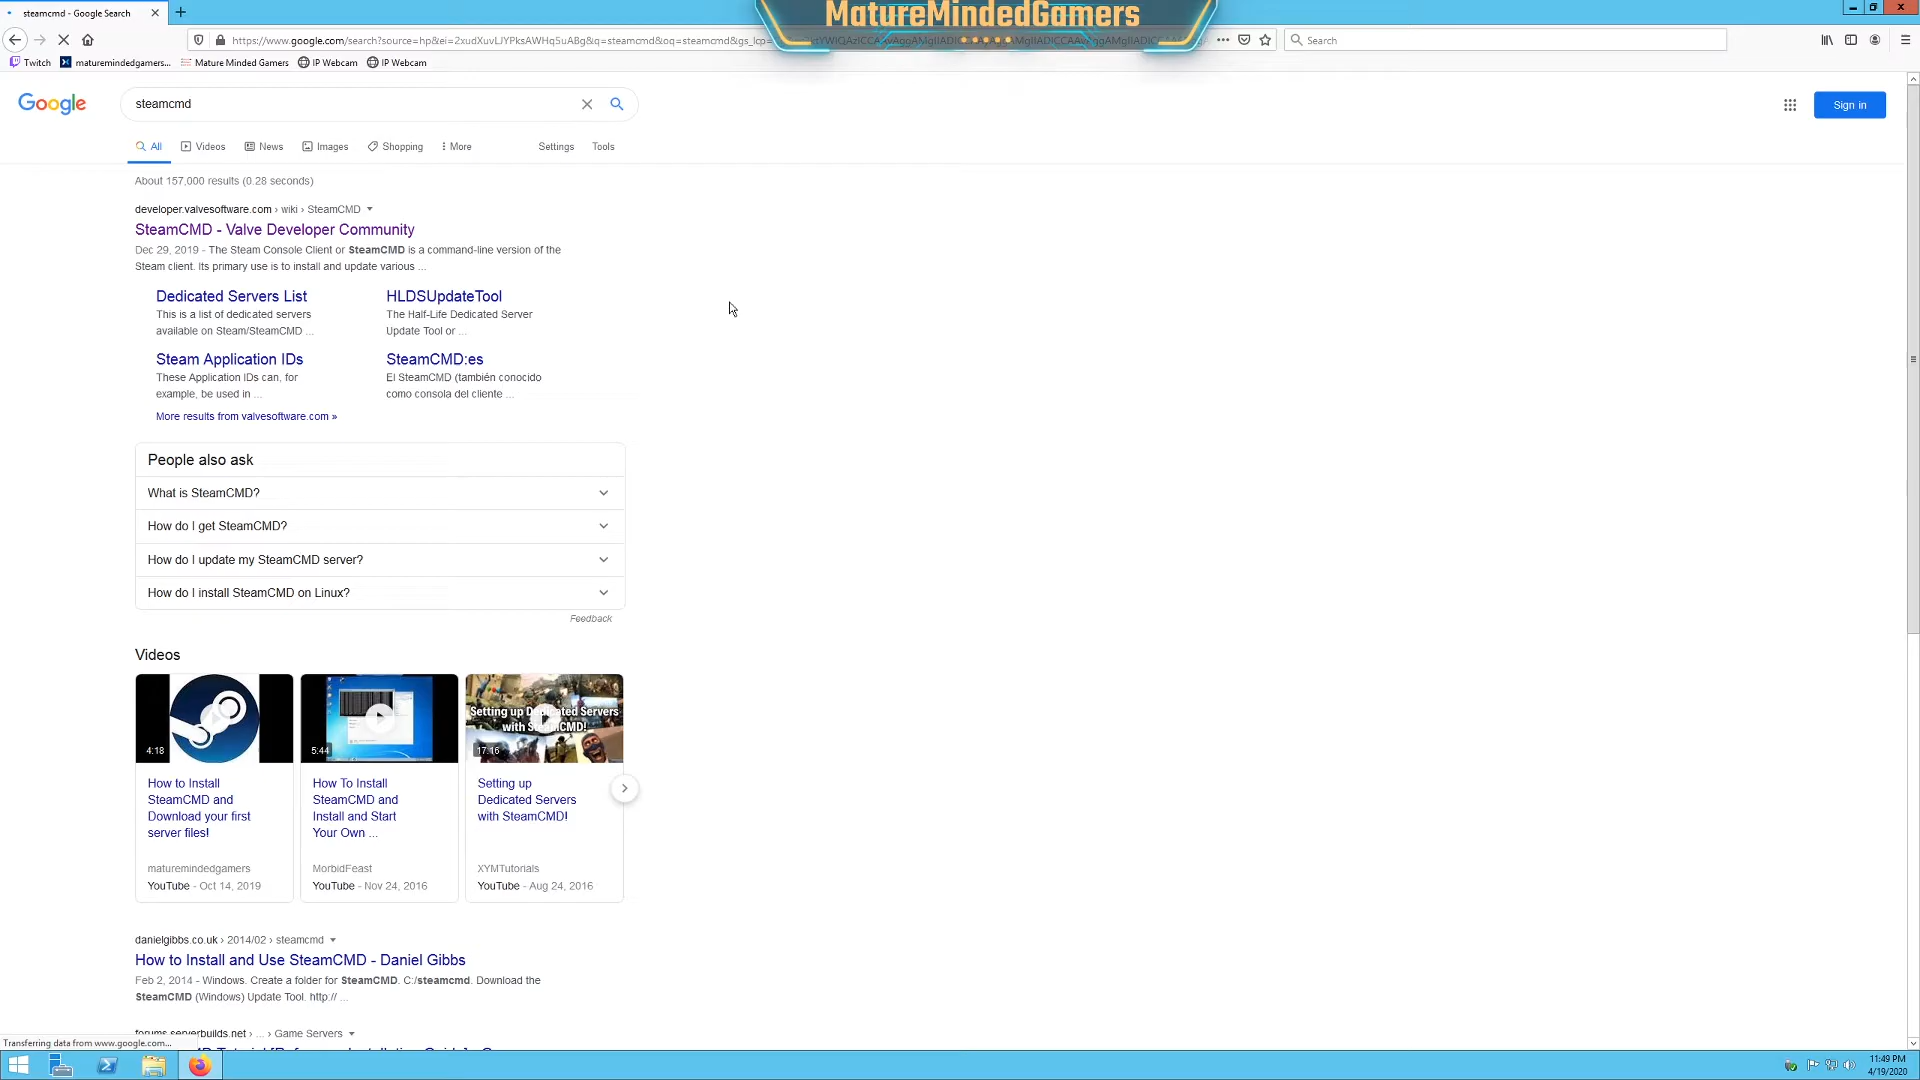 steamcmd - Google Search
MatureMindedGamers
https://www.google.com/search?source=hp&ei=2xudXuvLJYPksAWHq5uABg&q=steamcmd&oq=steamcmd&gs_lcp=
Search
Twitch
maturemindedgamers...
Mature Minded Gamers
IP Webcam
IP Webcam
Google
steamcmd
Sign in
All
Videos
News
Images
Shopping
More
Settings
Tools
About 157,000 results (0.28 seconds)
developer.valvesoftware.com › wiki › SteamCMD
SteamCMD - Valve Developer Community
Dec 29, 2019 - The Steam Console Client or SteamCMD is a command-line version of the
Steam client. Its primary use is to install and update various ...
Dedicated Servers List
This is a list of dedicated servers
available on Steam/SteamCMD ...
HLDSUpdateTool
The Half-Life Dedicated Server
Update Tool or ...
Steam Application IDs
These Application IDs can, for
example, be used in ...
SteamCMD:es
El SteamCMD (también conocido
como consola del cliente ...
More results from valvesoftware.com »
People also ask
What is SteamCMD?
How do I get SteamCMD?
How do I update my SteamCMD server?
How do I install SteamCMD on Linux?
Feedback
Videos
4:18
How to Install
SteamCMD and
Download your first
server files!
maturemindedgamers
YouTube - Oct 14, 2019
5:44
How To Install
SteamCMD and
Install and Start
Your Own ...
MorbidFeast
YouTube - Nov 24, 2016
Setting up Dedicated Servers
with SteamCMD!
17:16
Setting up
Dedicated Servers
with SteamCMD!
XYMTutorials
YouTube - Aug 24, 2016
danielgibbs.co.uk › 2014/02 › steamcmd
How to Install and Use SteamCMD - Daniel Gibbs
Feb 2, 2014 - Windows. Create a folder for SteamCMD. C:/steamcmd. Download the
SteamCMD (Windows) Update Tool. http:// ...
forums.serverbuilds.net › ... › Game Servers
Transferring data from www.google.com...
11:49 PM
4/19/2020